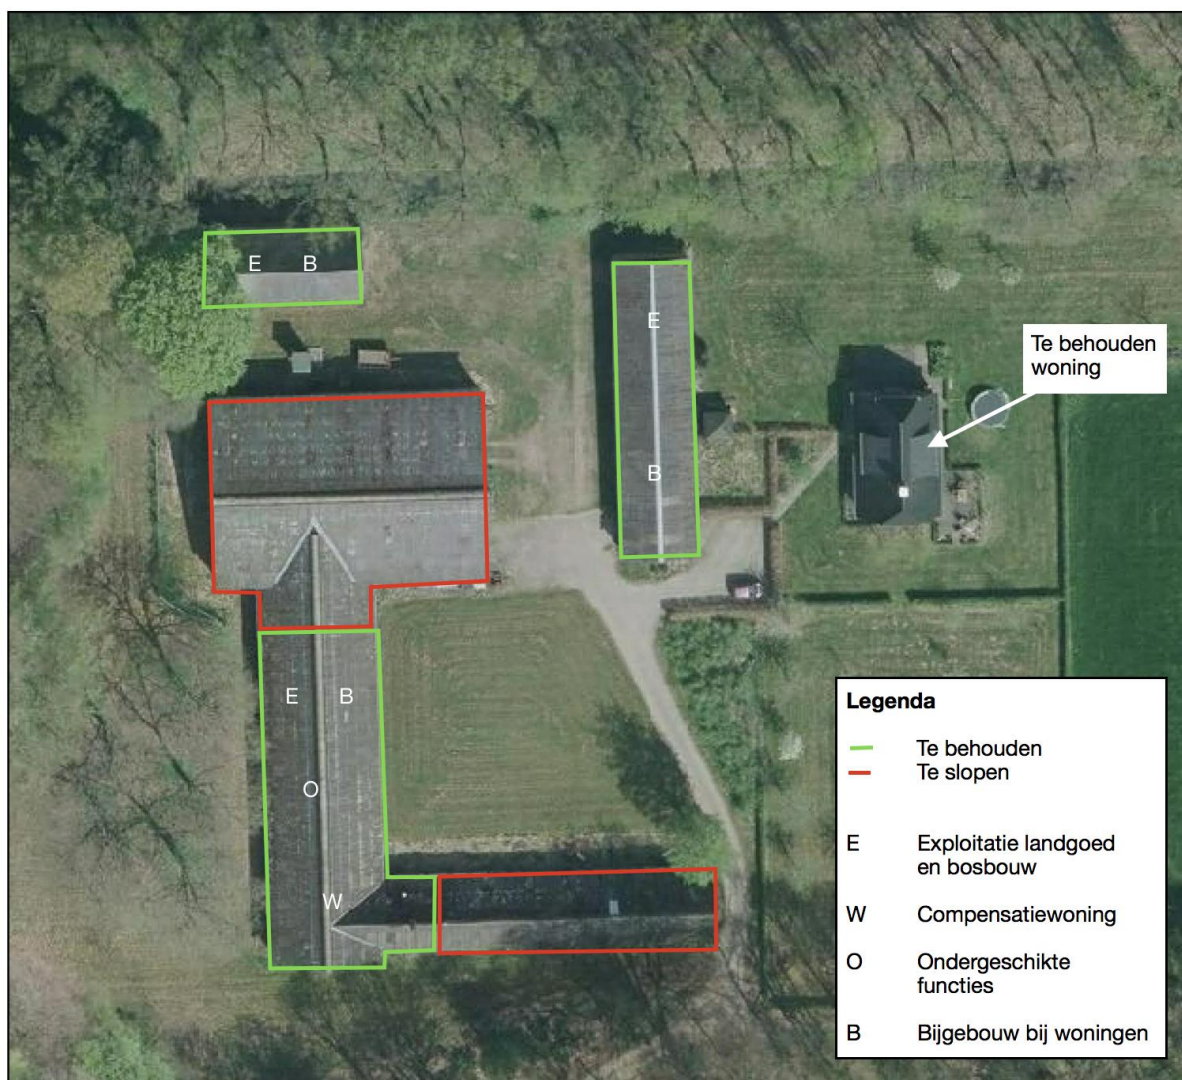 E B
E
Te behouden
woning
B
E B
O
W
Legenda
Te behouden
Te slopen
E Exploitatie landgoed
en bosbouw
W Compensatiewoning
O Ondergeschikte
functies
B Bijgebouw bij woningen